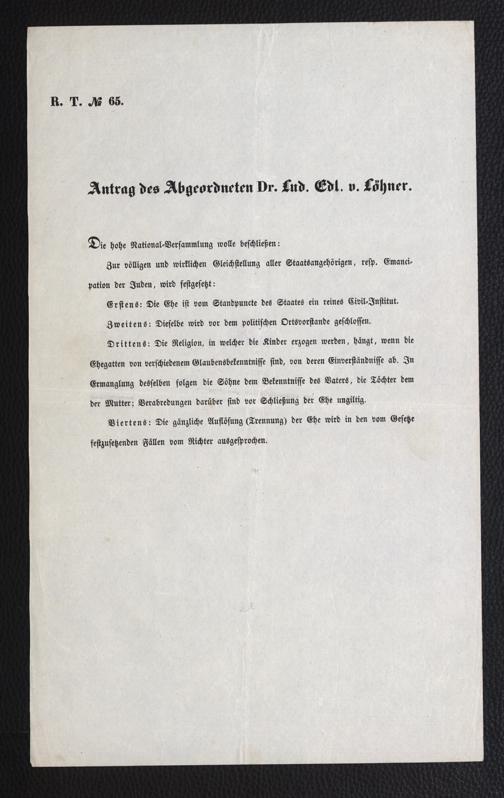 R. T. № 65.
Antrag des Abgeordneten Dr. Lud. Edl. v. Löhner.
Die hohe National-Versammlung wolle beschließen:
Zur völligen und wirklichen Gleichstellung aller Staatsangehörigen, resp. Emanci-
pation der Juden, wird festgesetzt:
Erstens: Die Ehe ist vom Standpuncte des Staates ein reines Civil-Institut.
Zweitens: Dieselbe wird vor dem politischen Ortsvorstande geschlossen.
Drittens: Die Religion, in welcher die Kinder erzogen werden, hängt, wenn die
Ehegatten von verschiedenem Glaubensbekenntnisse sind, von deren Einverständnisse ab. In
Ermanglung desselben folgen die Söhne dem Bekenntnisse des Vaters, die Töchter dem
der Mutter; Verabredungen darüber sind vor Schließung der Ehe ungiltig.
Viertens: Die gänzliche Auflösung (Trennung) der Ehe wird in den vom Gesetze
festzusetzenden Fällen vom Richter ausgesprochen.